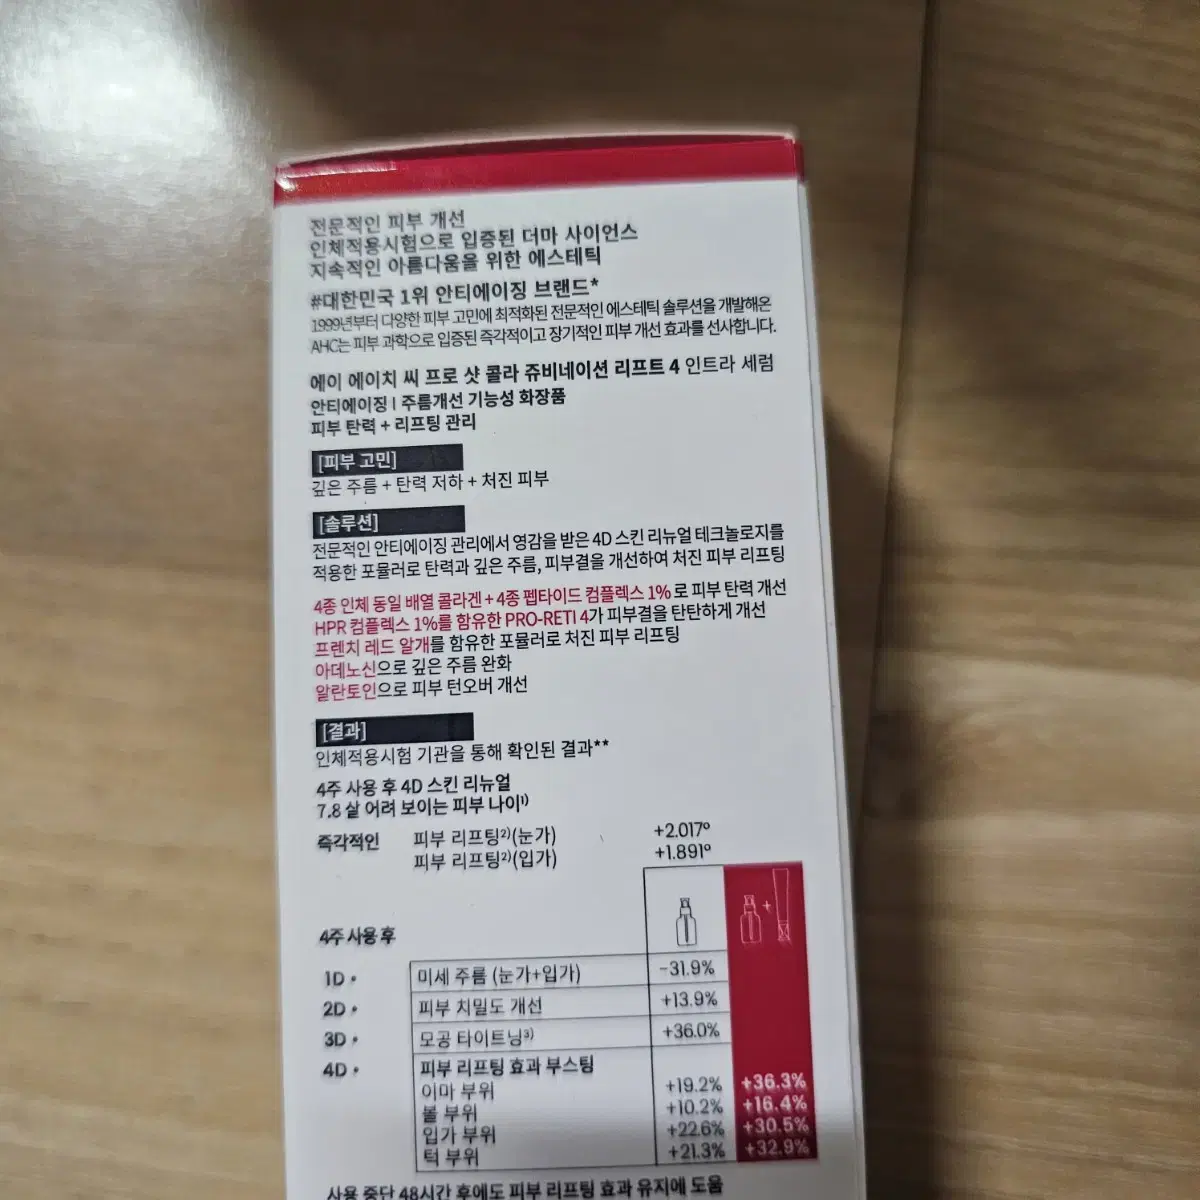 전문적인 피부 개선
인체적용시험으로 입증된 더마 사이언스
지속적인 아름다움을 위한 에스테틱
#대한민국 1위 안티에이징 브랜드*
1999년부터 다양한 피부 고민에 최적화된 전문적인 에스테틱 솔루션을 개발해온
AHC는 피부 과학으로 입증된 즉각적이고 장기적인 피부 개선 효과를 선사합니다.
에이 에이치 씨 프로 샷 콜라 쥬비네이션 리프트 4 인트라 세럼
안티에이징 | 주름개선 기능성 화장품
피부 탄력 + 리프팅 관리
[피부 고민]
깊은 주름 + 탄력 저하 + 처진 피부
[솔루션]
전문적인 안티에이징 관리에서 영감을 받은 4D 스킨 리뉴얼 테크놀로지를
적용한 포뮬러로 탄력과 깊은 주름, 피부결을 개선하여 처진 피부 리프팅
4종 인체 동일 배열 콜라겐 + 4종 펩타이드 컴플렉스 1%로 피부 탄력 개선
HPR 컴플렉스 1%를 함유한 PRO-RETI 4가 피부결을 탄탄하게 개선
프렌치 레드 알개를 함유한 포뮬러로 처진 피부 리프팅
아데노신으로 깊은 주름 완화
알란토인으로 피부 턴오버 개선
[결과]
인체적용시험 기관을 통해 확인된 결과**
4주 사용 후 4D 스킨 리뉴얼
7.8 살 어려 보이는 피부 나이¹⁾
즉각적인 피부 리프팅²⁾(눈가) +2.017º
피부 리프팅²⁾(입가) +1.891º
+
4주 사용 후
1D • 미세 주름 (눈가+입가) -31.9%
2D • 피부 치밀도 개선 +13.9%
3D • 모공 타이트닝³⁾ +36.0%
4D • 피부 리프팅 효과 부스팅
이마 부위 +19.2% +36.3%
볼 부위 +10.2% +16.4%
입가 부위 +22.6% +30.5%
턱 부위 +21.3% +32.9%
사용 중단 48시간 후에도 피부 리프팅 효과 유지에 도움